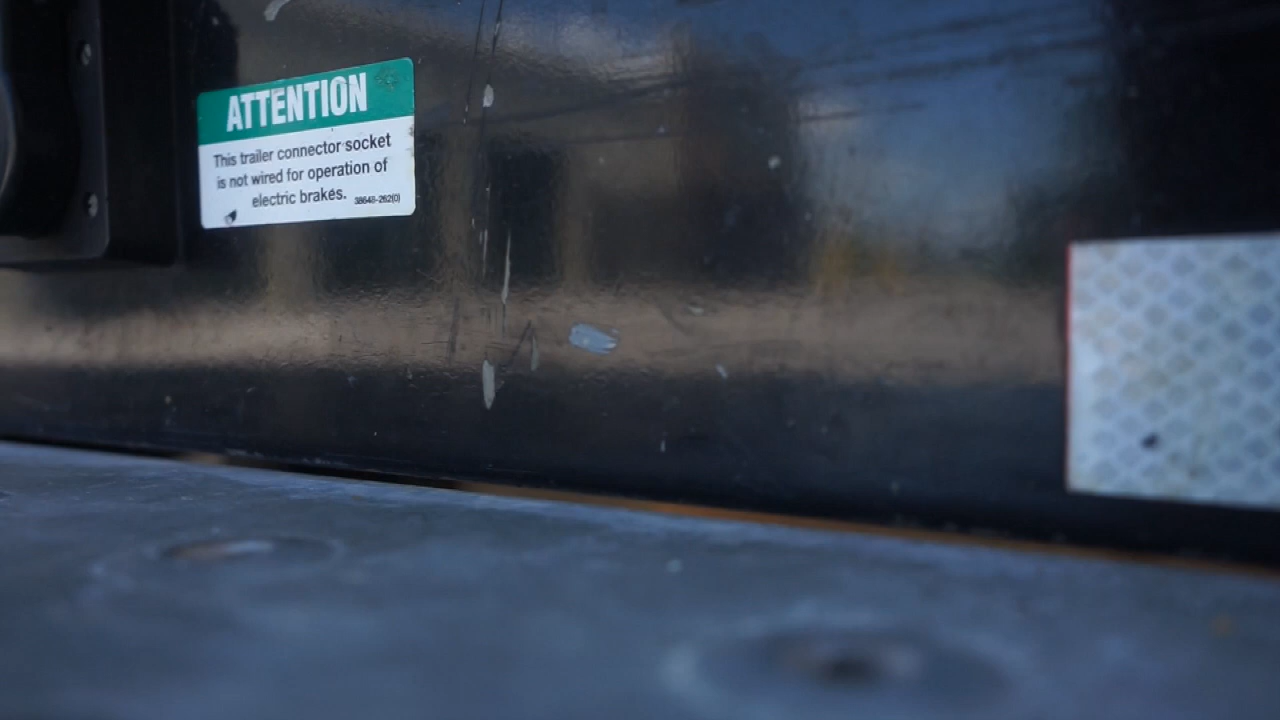 ATTENTION
This trailer connector socket
is not wired for operation of
electric brakes. 38648-262(0)